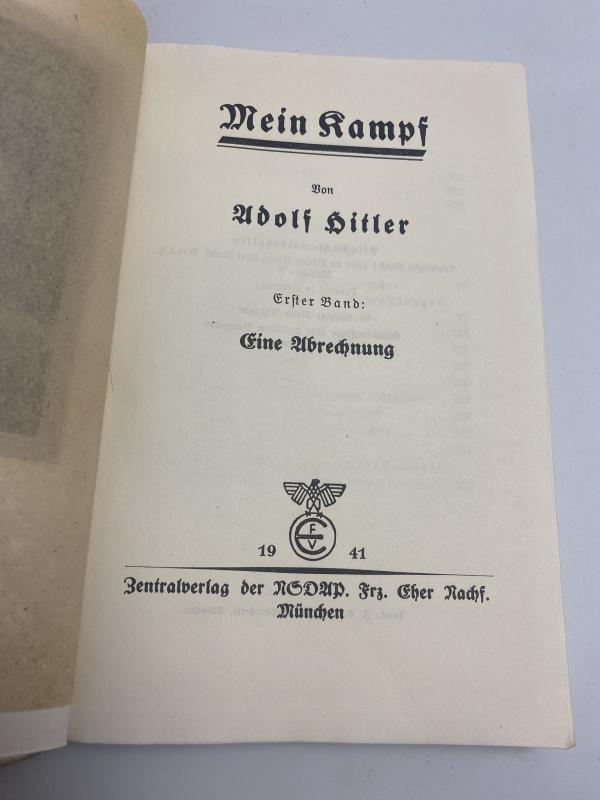 Mein Kampf
Von
Adolf Hitler
Erster Band:
Eine Abrechnung
F
E
V
19 41
Zentralverlag der NSDAP. Frz. Eher Nachf.
München